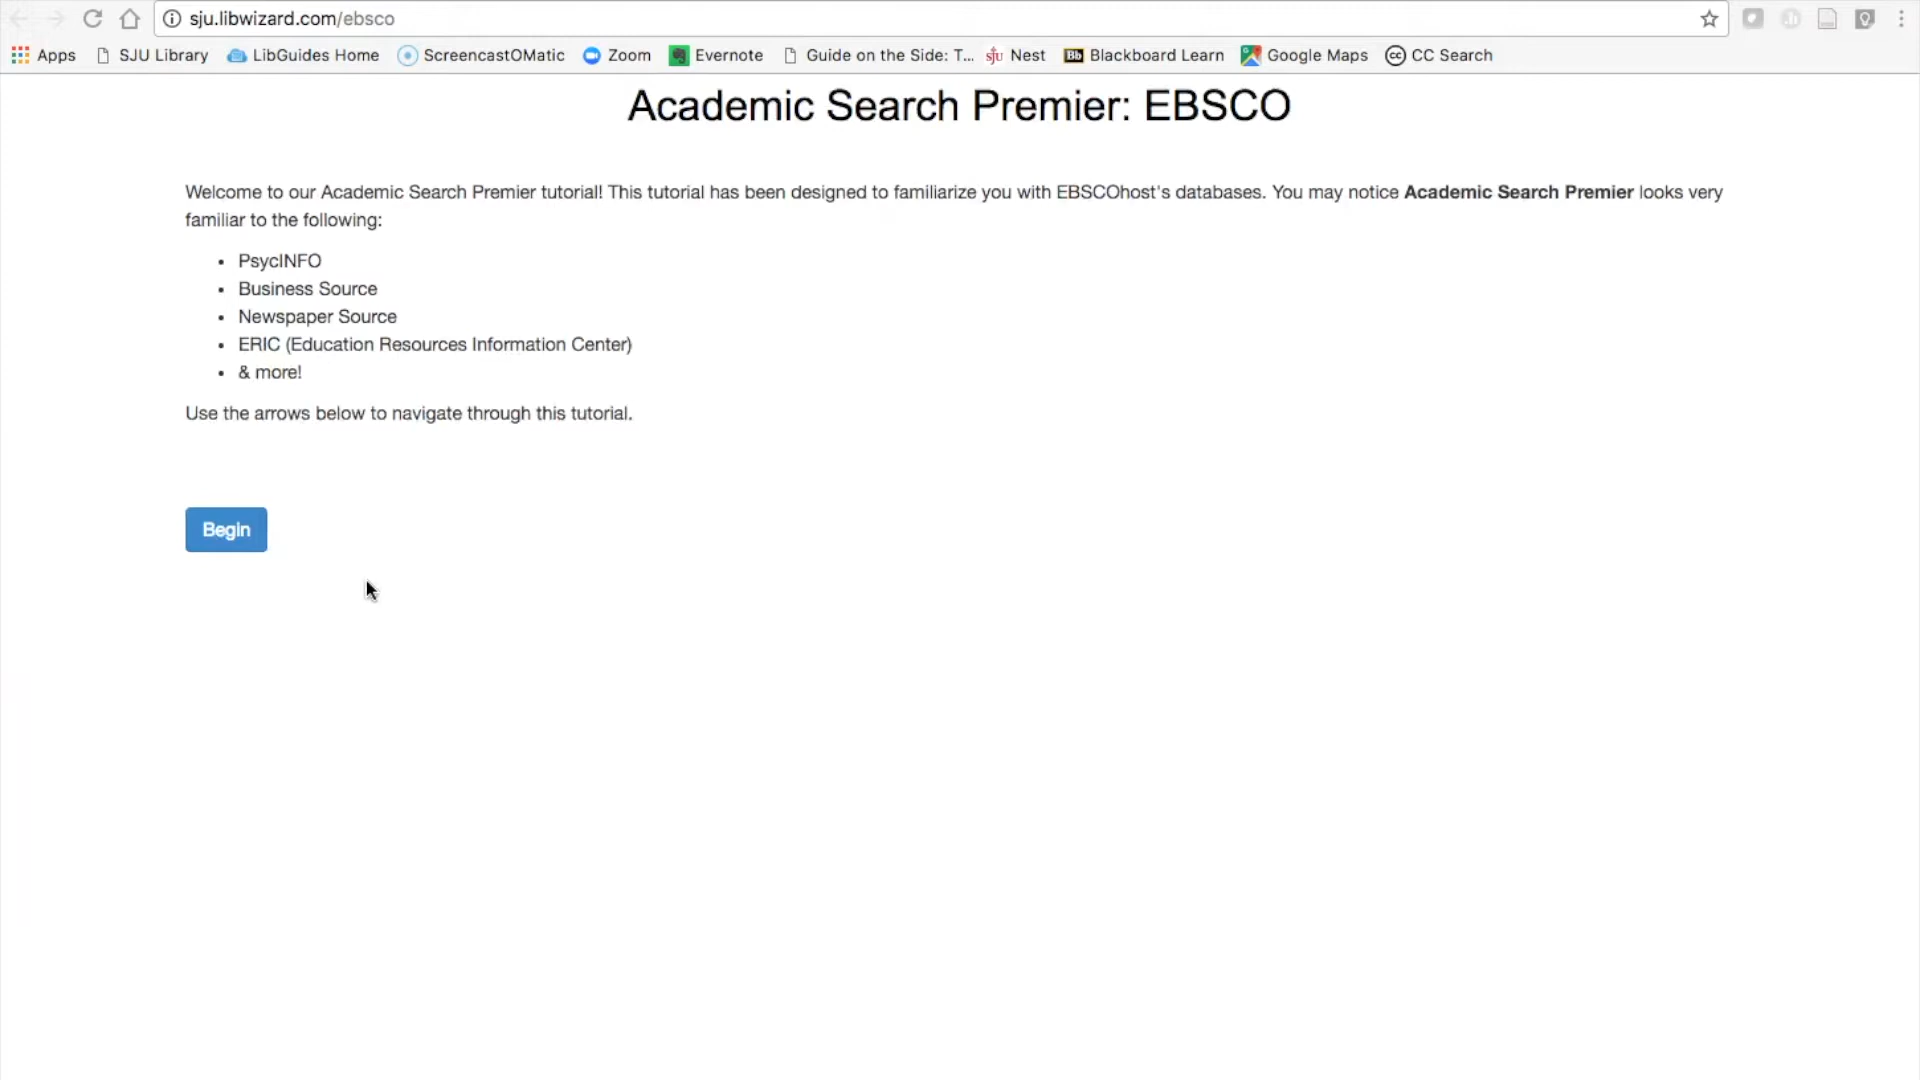 sju.libwizard.com/ebsco
Apps SJU Library LibGuides Home ScreencastOMatic Zoom Evernote Guide on the Side: T... sju Nest Bb Blackboard Learn Google Maps cc CC Search
Academic Search Premier: EBSCO
Welcome to our Academic Search Premier tutorial! This tutorial has been designed to familiarize you with EBSCOhost's databases. You may notice Academic Search Premier looks very
familiar to the following:
• PsycINFO
• Business Source
• Newspaper Source
• ERIC (Education Resources Information Center)
• & more!
Use the arrows below to navigate through this tutorial.
Begin